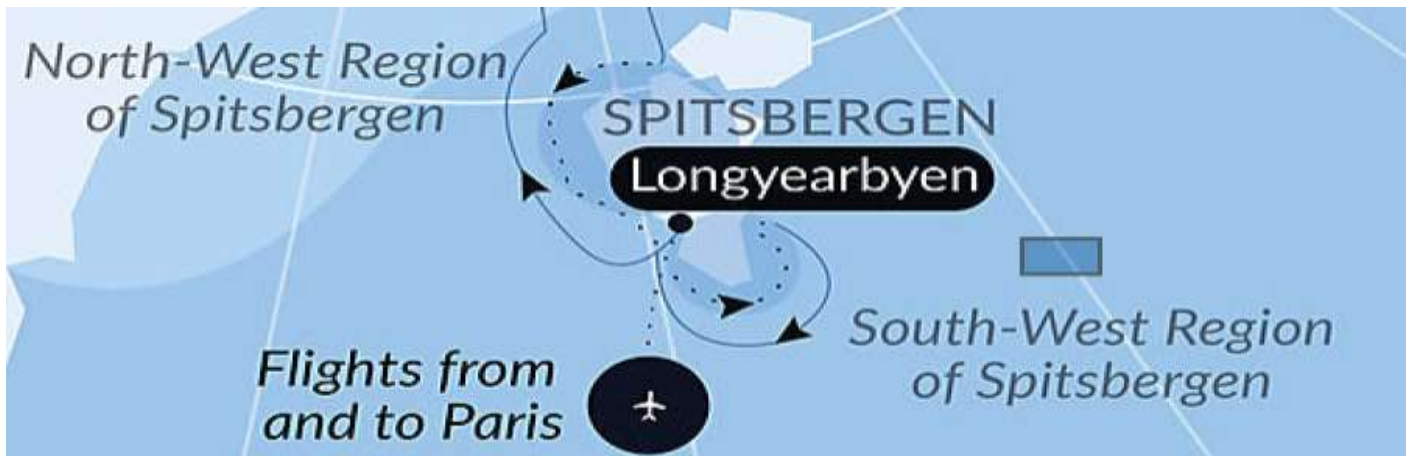 North-West Region
of Spitsbergen
SPITSBERGEN
Longyearbyen
South-West Region
of Spitsbergen
Flights from
and to Paris